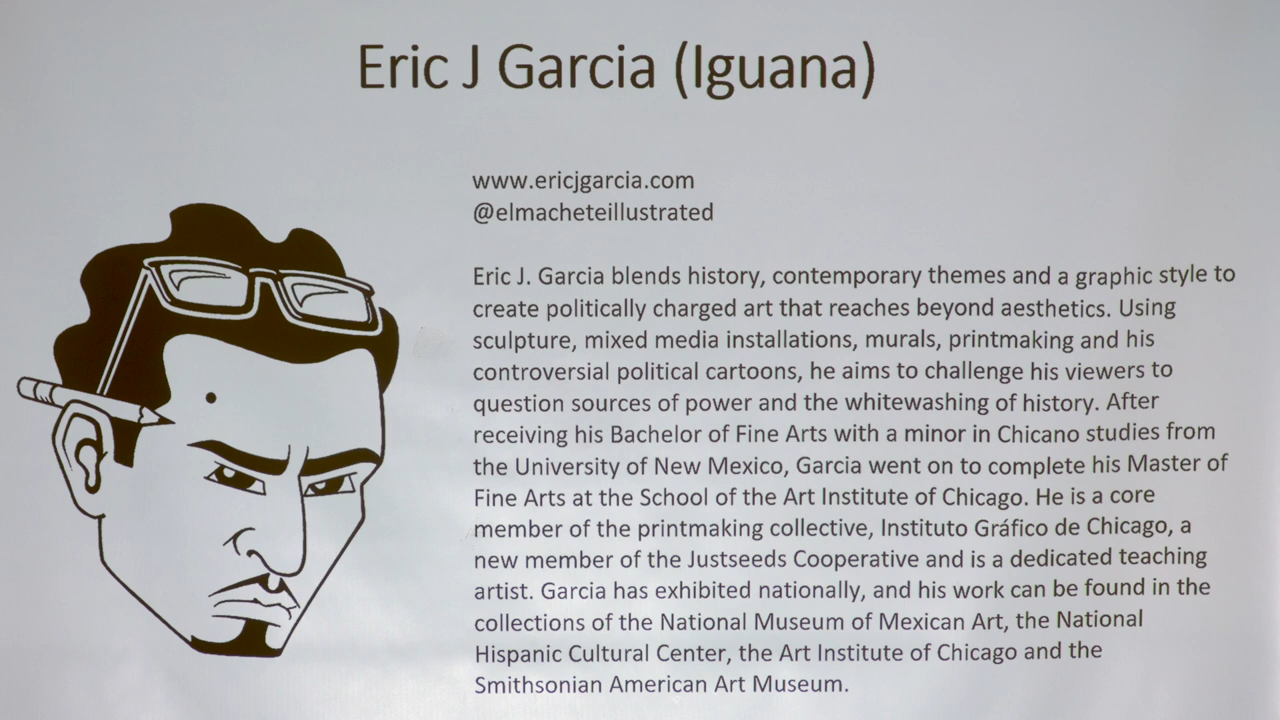 Eric J Garcia (Iguana)
www.ericjgarcia.com
@elmacheteillustrated
Eric J. Garcia blends history, contemporary themes and a graphic style to
create politically charged art that reaches beyond aesthetics. Using
sculpture, mixed media installations, murals, printmaking and his
controversial political cartoons, he aims to challenge his viewers to
question sources of power and the whitewashing of history. After
receiving his Bachelor of Fine Arts with a minor in Chicano studies from
the University of New Mexico, Garcia went on to complete his Master of
Fine Arts at the School of the Art Institute of Chicago. He is a core
member of the printmaking collective, Instituto Gráfico de Chicago, a
new member of the Justseeds Cooperative and is a dedicated teaching
artist. Garcia has exhibited nationally, and his work can be found in the
collections of the National Museum of Mexican Art, the National
Hispanic Cultural Center, the Art Institute of Chicago and the
Smithsonian American Art Museum.